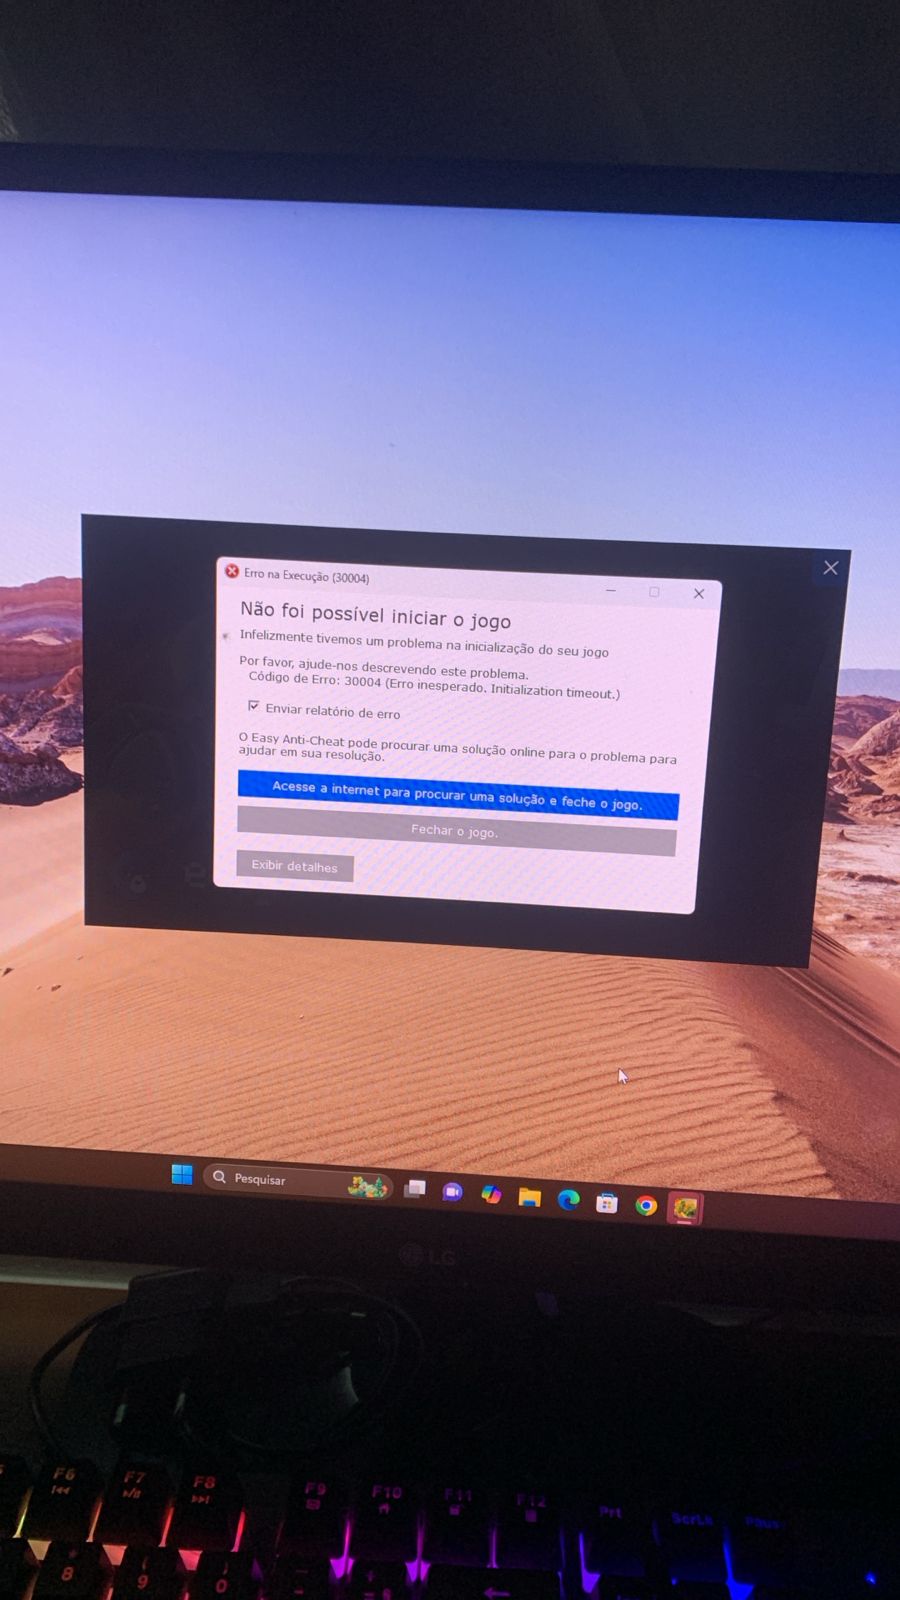 Erro na Execução (30004)
Não foi possível iniciar o jogo
Infelizmente tivemos um problema na inicialização do seu jogo
Por favor, ajude-nos descrevendo este problema.
Código de Erro: 30004 (Erro inesperado. Initialization timeout.)
Enviar relatório de erro
O Easy Anti-Cheat pode procurar uma solução online para o problema para
ajudar em sua resolução.
Acesse a internet para procurar uma solução e feche o jogo.
Fechar o jogo.
Exibir detalhes
Pesquisar
LG
F6
F7
F8
F9
F10
F11
F12
Prt
ScrLk
8
9
0